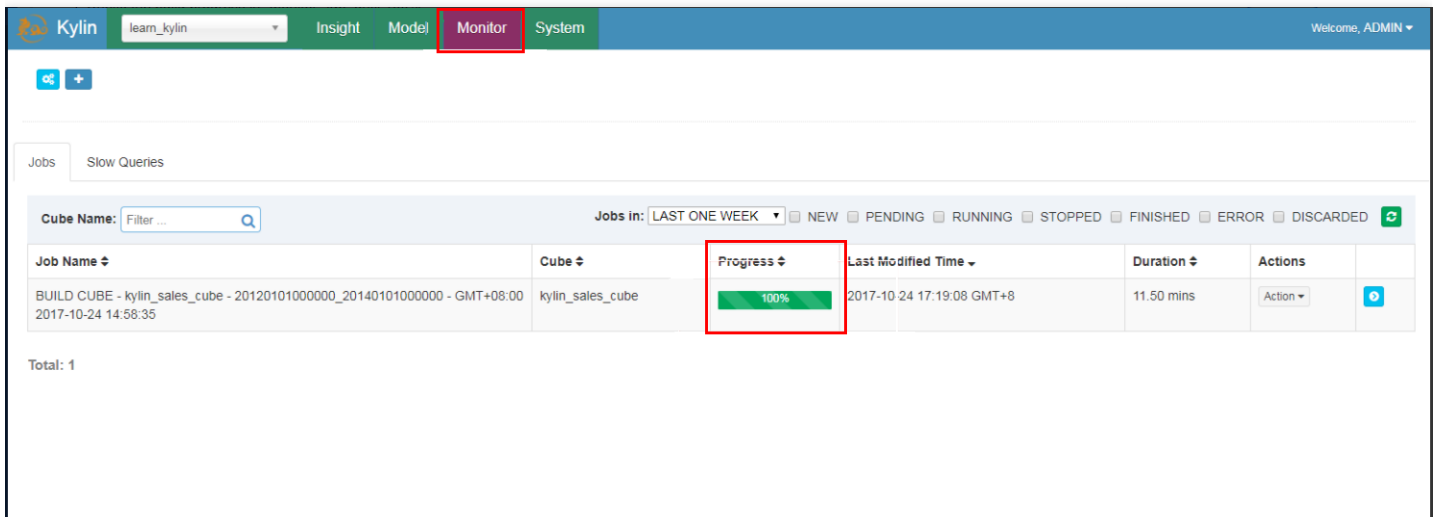 Kylin learn_kylin Insight Model Monitor System Welcome, ADMIN
Jobs Slow Queries
Cube Name: Filter ... Jobs in: LAST ONE WEEK NEW PENDING RUNNING STOPPED FINISHED ERROR DISCARDED
Job Name Cube Progress Last Modified Time Duration Actions
BUILD CUBE - kylin_sales_cube - 20120101000000_20140101000000 - GMT+08:00 kylin_sales_cube 100% 2017-10-24 17:19:08 GMT+8 11.50 mins Action
2017-10-24 14:58:35
Total: 1